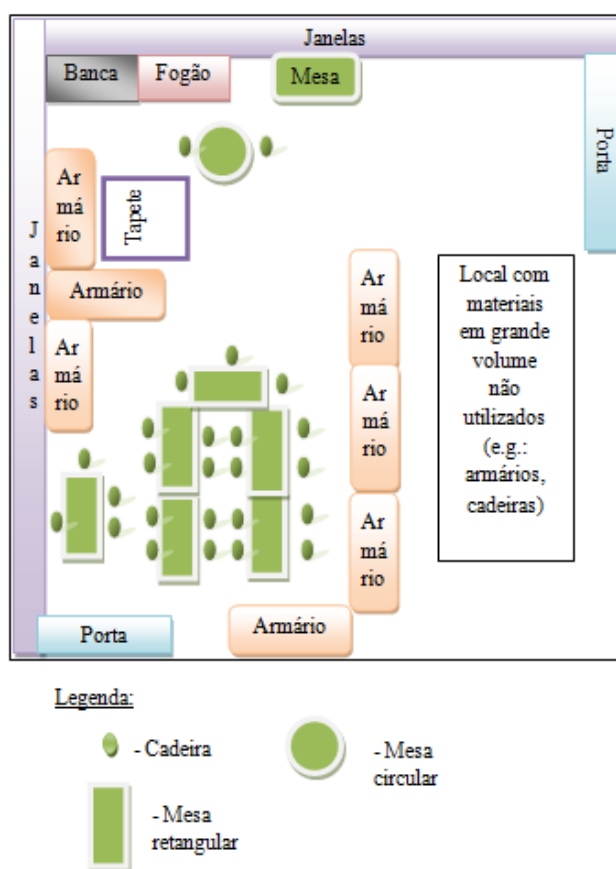 Janelas
Banca
Fogão
Mesa
Porta
Ar
má
rio
Tapete
J
a
n
e
l
a
s
Armário
Ar
má
rio
Ar
má
rio
Ar
má
rio
Ar
má
rio
Local com
materiais
em grande
volume
não
utilizados
(e.g.:
armários,
cadeiras)
Porta
Armário
Legenda:
- Cadeira
- Mesa
circular
- Mesa
retangular